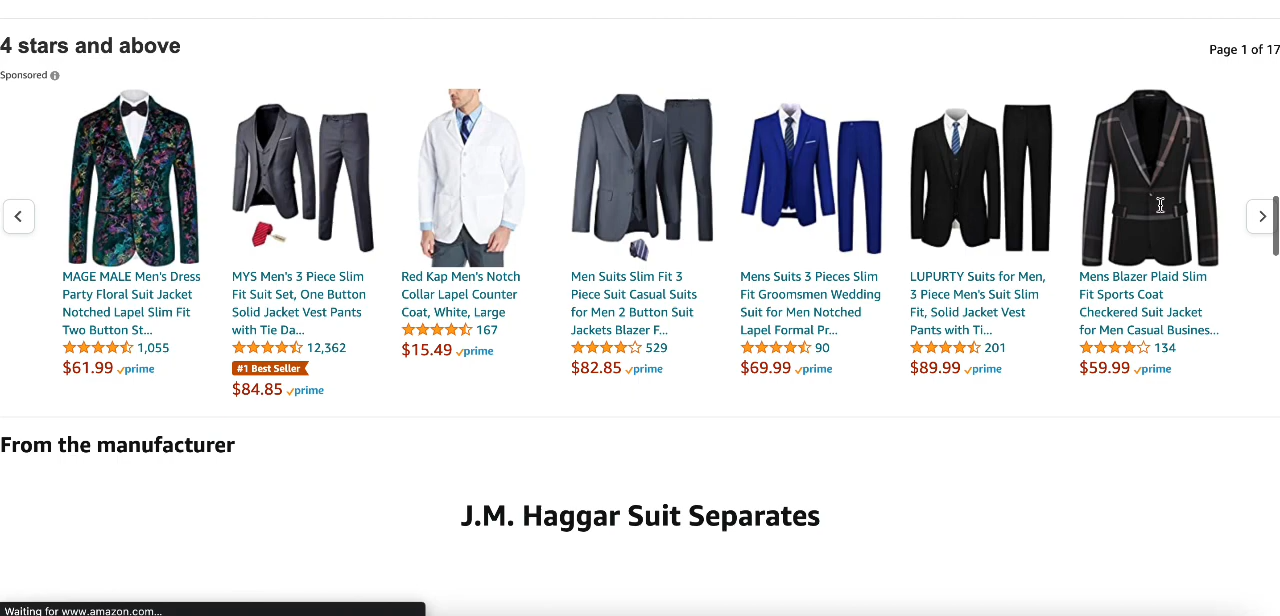 4 stars and above
Page 1 of 17
Sponsored
MAGE MALE Men's Dress
Party Floral Suit Jacket
Notched Lapel Slim Fit
Two Button St...
1,055
$61.99 prime
MYS Men's 3 Piece Slim
Fit Suit Set, One Button
Solid Jacket Vest Pants
with Tie Da...
12,362
#1 Best Seller
$84.85 prime
Red Kap Men's Notch
Collar Lapel Counter
Coat, White, Large
167
$15.49 prime
Men Suits Slim Fit 3
Piece Suit Casual Suits
for Men 2 Button Suit
Jackets Blazer F...
529
$82.85 prime
Mens Suits 3 Pieces Slim
Fit Groomsmen Wedding
Suit for Men Notched
Lapel Formal Pr...
90
$69.99 prime
LUPURTY Suits for Men,
3 Piece Men's Suit Slim
Fit, Solid Jacket Vest
Pants with Ti...
201
$89.99 prime
Mens Blazer Plaid Slim
Fit Sports Coat
Checkered Suit Jacket
for Men Casual Busines...
134
$59.99 prime
From the manufacturer
J.M. Haggar Suit Separates
Waiting for www.amazon.com...